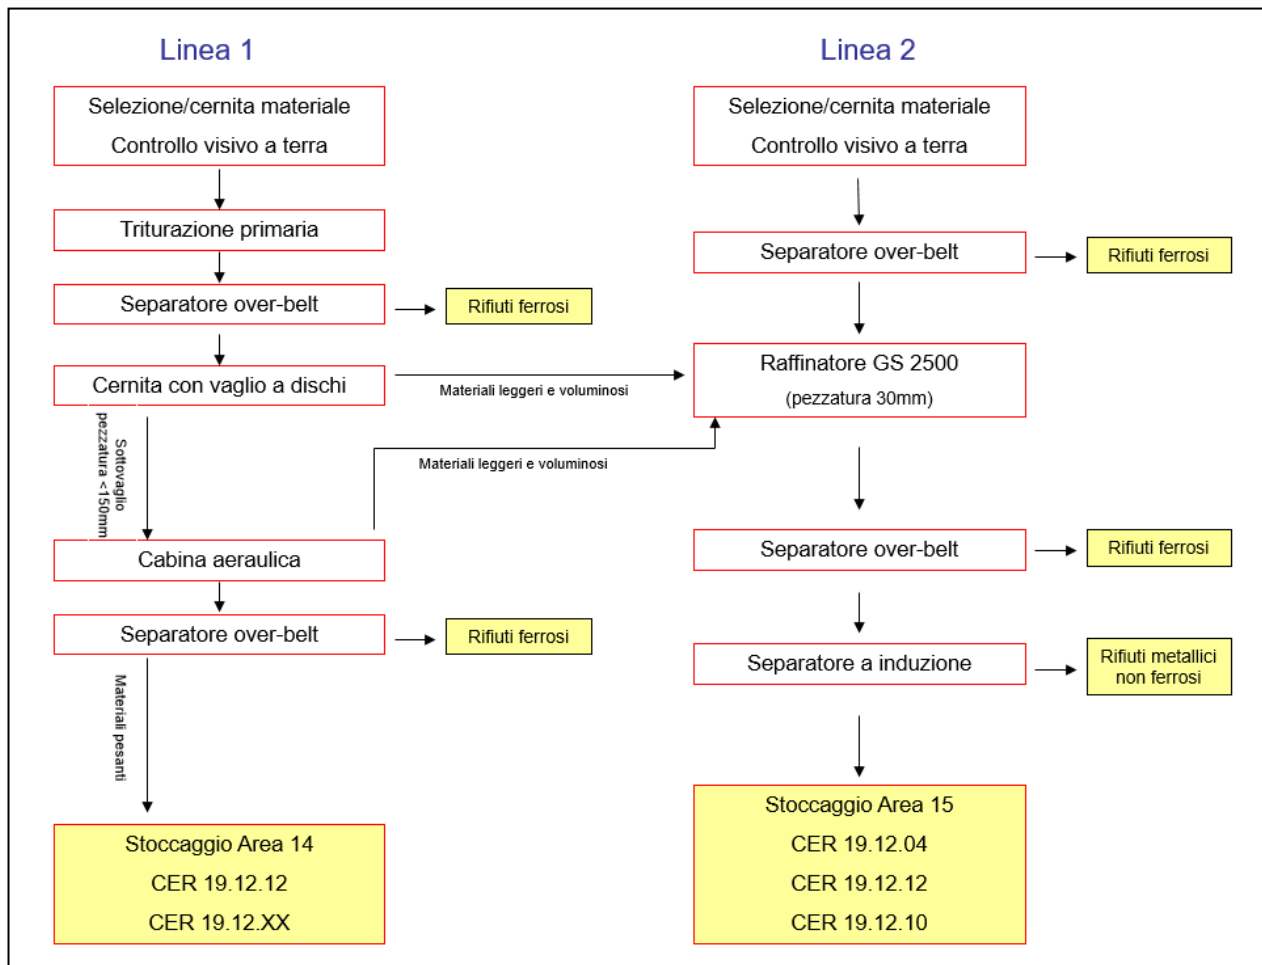 Linea 1
Selezione/cernita materiale
Controllo visivo a terra
Triturazione primaria
Separatore over-belt
Rifiuti ferrosi
Cernita con vaglio a dischi
Materiali leggeri e voluminosi
Sottovaglio
pezzatura <150mm
Materiali leggeri e voluminosi
Cabina aeraulica
Separatore over-belt
Rifiuti ferrosi
Materiali pesanti
Stoccaggio Area 14
CER 19.12.12
CER 19.12.XX
Linea 2
Selezione/cernita materiale
Controllo visivo a terra
Separatore over-belt
Rifiuti ferrosi
Raffinatore GS 2500
(pezzatura 30mm)
Separatore over-belt
Rifiuti ferrosi
Separatore a induzione
Rifiuti metallici
non ferrosi
Stoccaggio Area 15
CER 19.12.04
CER 19.12.12
CER 19.12.10